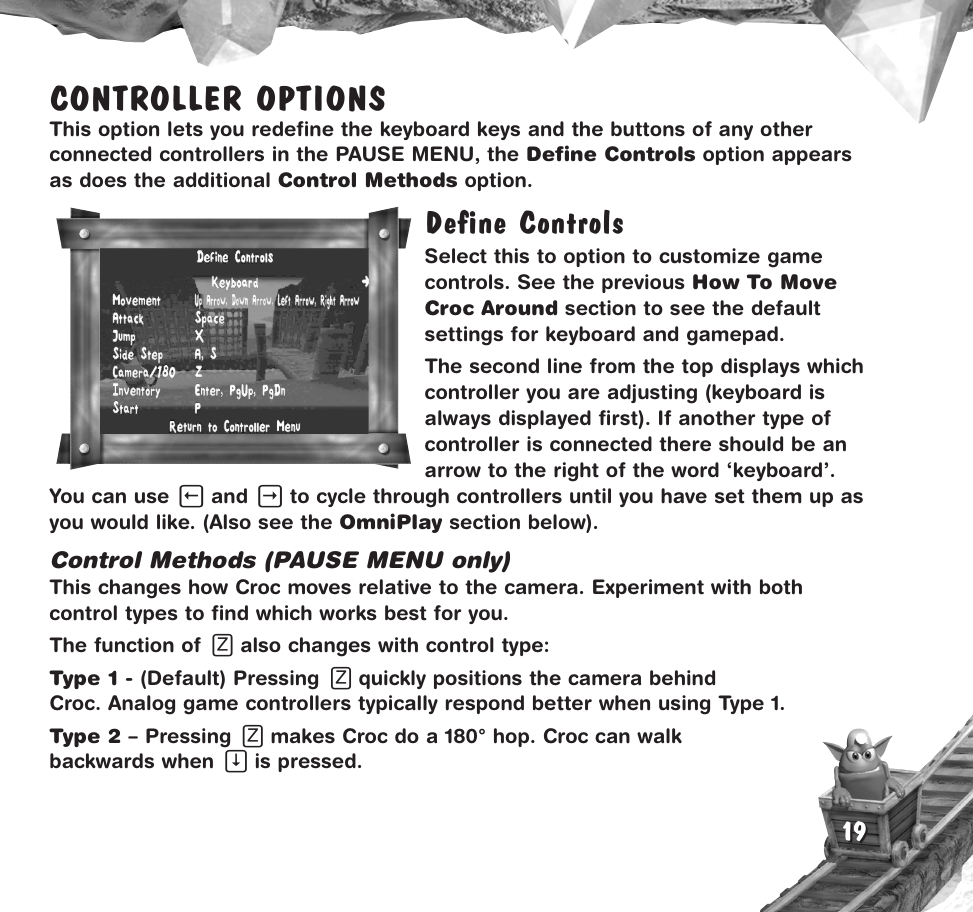 CONTROLLER OPTIONS
This option lets you redefine the keyboard keys and the buttons of any other
connected controllers in the PAUSE MENU, the Define Controls option appears
as does the additional Control Methods option.
Define Controls
Keyboard →
Movement Up Arrow, Down Arrow, Left Arrow, Right Arrow
Attack Space
Jump X
Side Step A, S
Camera/180 Z
Inventory Enter, PgUp, PgDn
Start P
Return to Controller Menu
Define Controls
Select this to option to customize game
controls. See the previous How To Move
Croc Around section to see the default
settings for keyboard and gamepad.
The second line from the top displays which
controller you are adjusting (keyboard is
always displayed first). If another type of
controller is connected there should be an
arrow to the right of the word ‘keyboard’.
You can use ← and → to cycle through controllers until you have set them up as
you would like. (Also see the OmniPlay section below).
Control Methods (PAUSE MENU only)
This changes how Croc moves relative to the camera. Experiment with both
control types to find which works best for you.
The function of Z also changes with control type:
Type 1 - (Default) Pressing Z quickly positions the camera behind
Croc. Analog game controllers typically respond better when using Type 1.
Type 2 – Pressing Z makes Croc do a 180° hop. Croc can walk
backwards when ↓ is pressed.
19